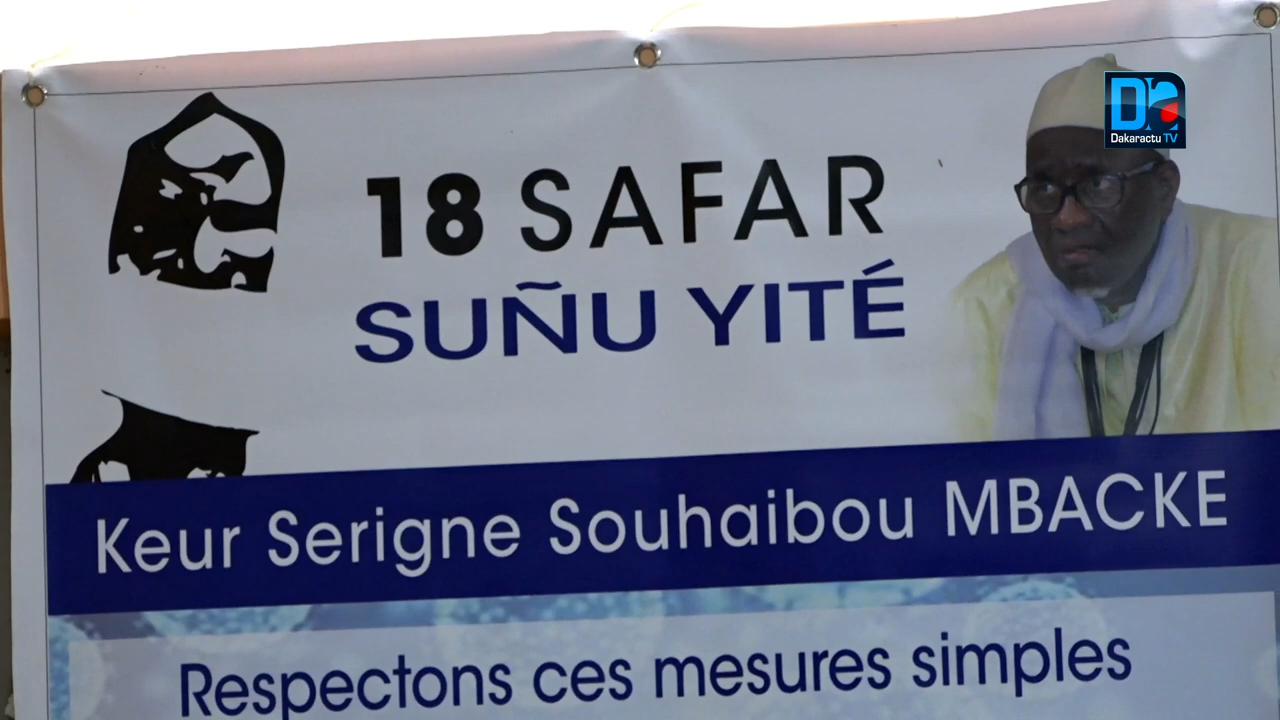 Dakaractu TV
18 SAFAR
SUÑU YITÉ
Keur Serigne Souhaibou MBACKE
Respectons ces mesures simples